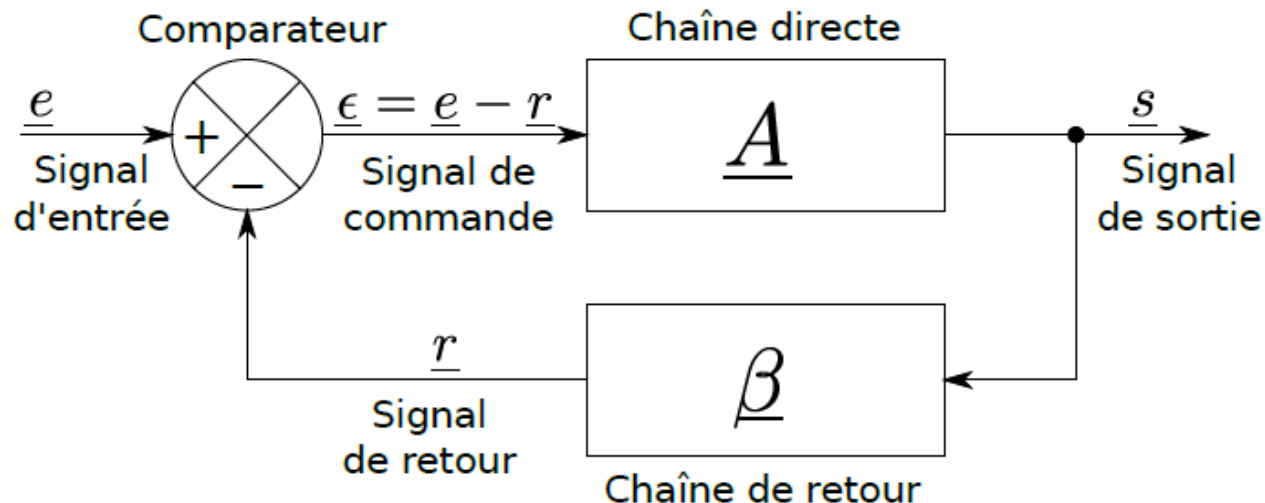 Comparateur
Chaîne directe
e
ϵ = e − r
A
s
+
−
Signal
d'entrée
Signal de
commande
Signal
de sortie
r
β
Signal
de retour
Chaîne de retour